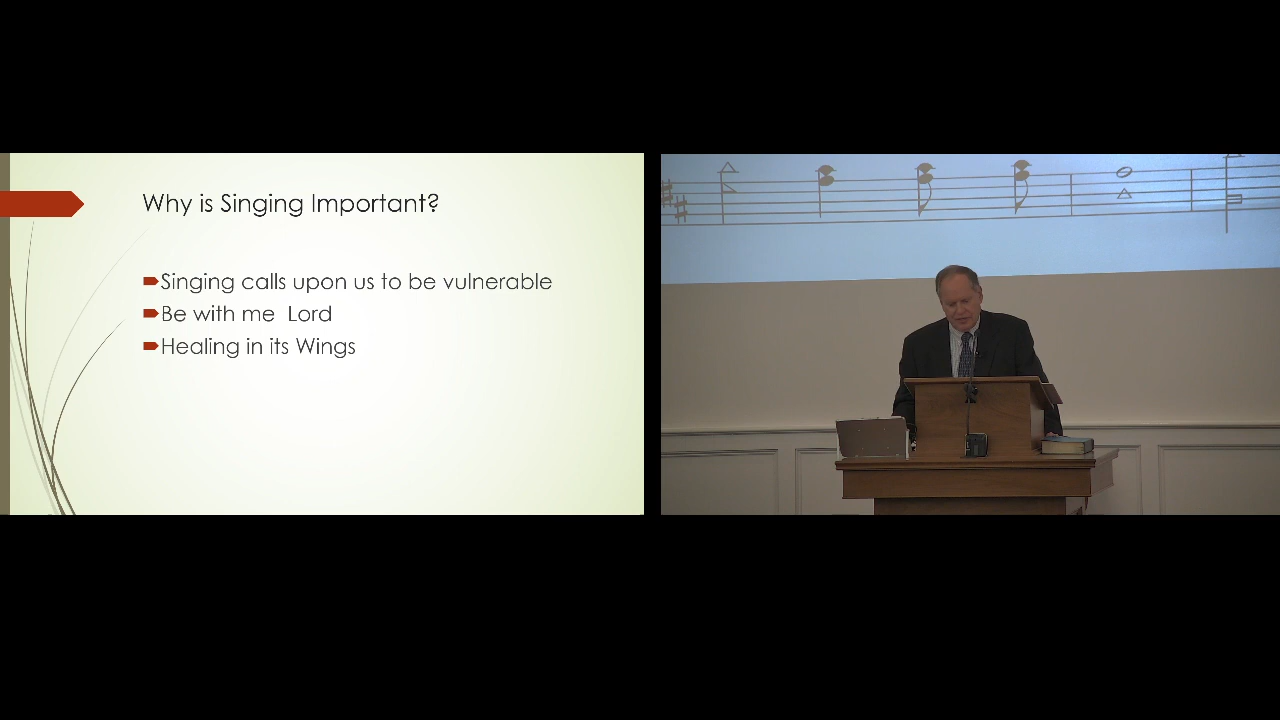 Why is Singing Important?
Singing calls upon us to be vulnerable
Be with me  Lord
Healing in its Wings